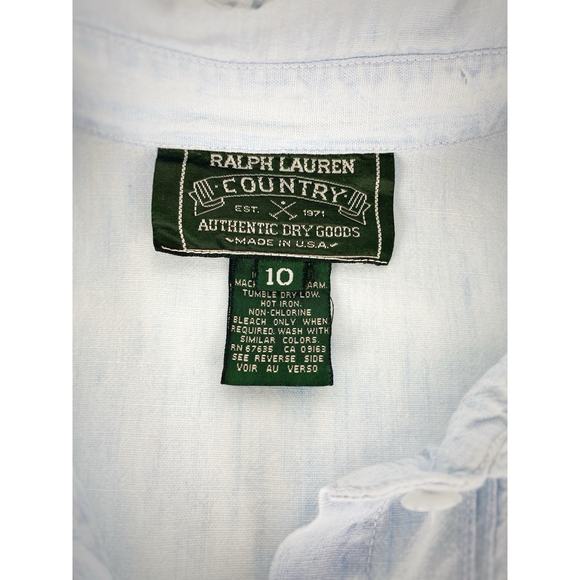 RALPH LAUREN
COUNTRY
EST. 1971
AUTHENTIC DRY GOODS
MADE IN U.S.A.
10
TUMBLE DRY LOW.
HOT IRON.
NON-CHLORINE
BLEACH ONLY WHEN
REQUIRED. WASH WITH
SIMILAR COLORS.
RN 67635 CA 09163
SEE REVERSE SIDE
VOIR AU VERSO